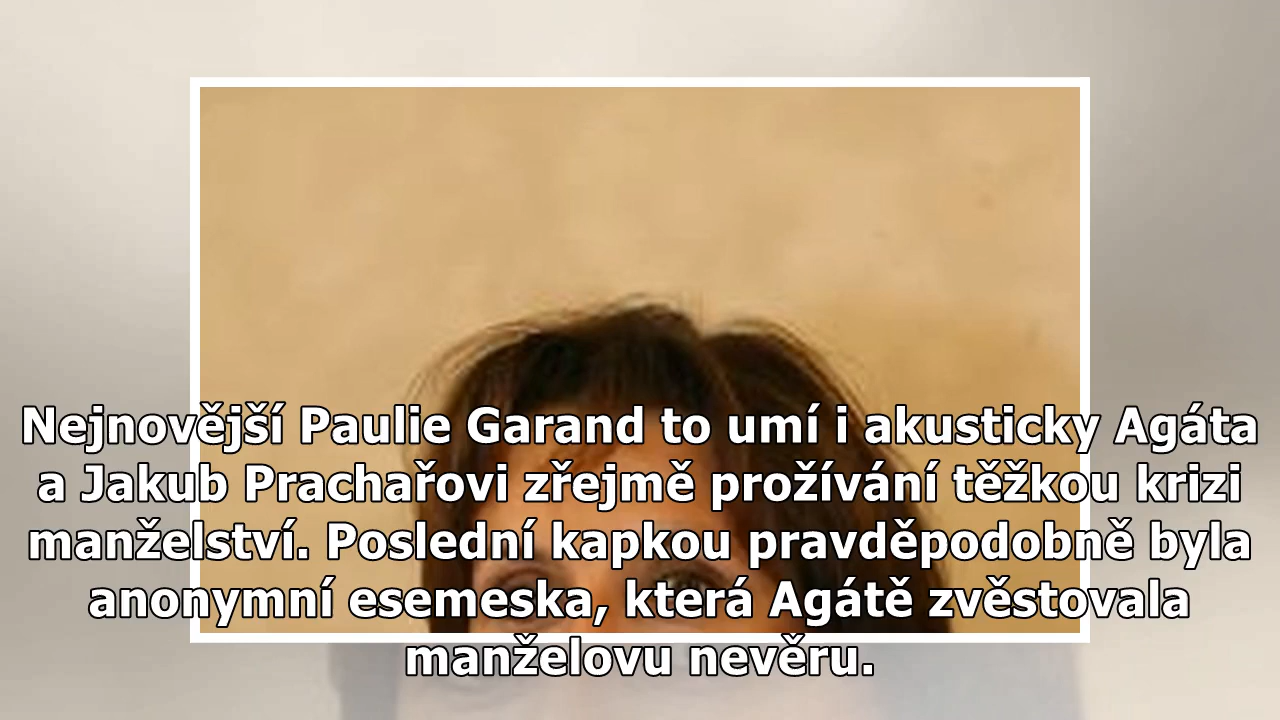 Nejnovější Paulie Garand to umí i akusticky Agáta
a Jakub Prachařovi zřejmě prožívání těžkou krizi
manželství. Poslední kapkou pravděpodobně byla
anonymní esemeska, která Agátě zvěstovala
manželovu nevěru.